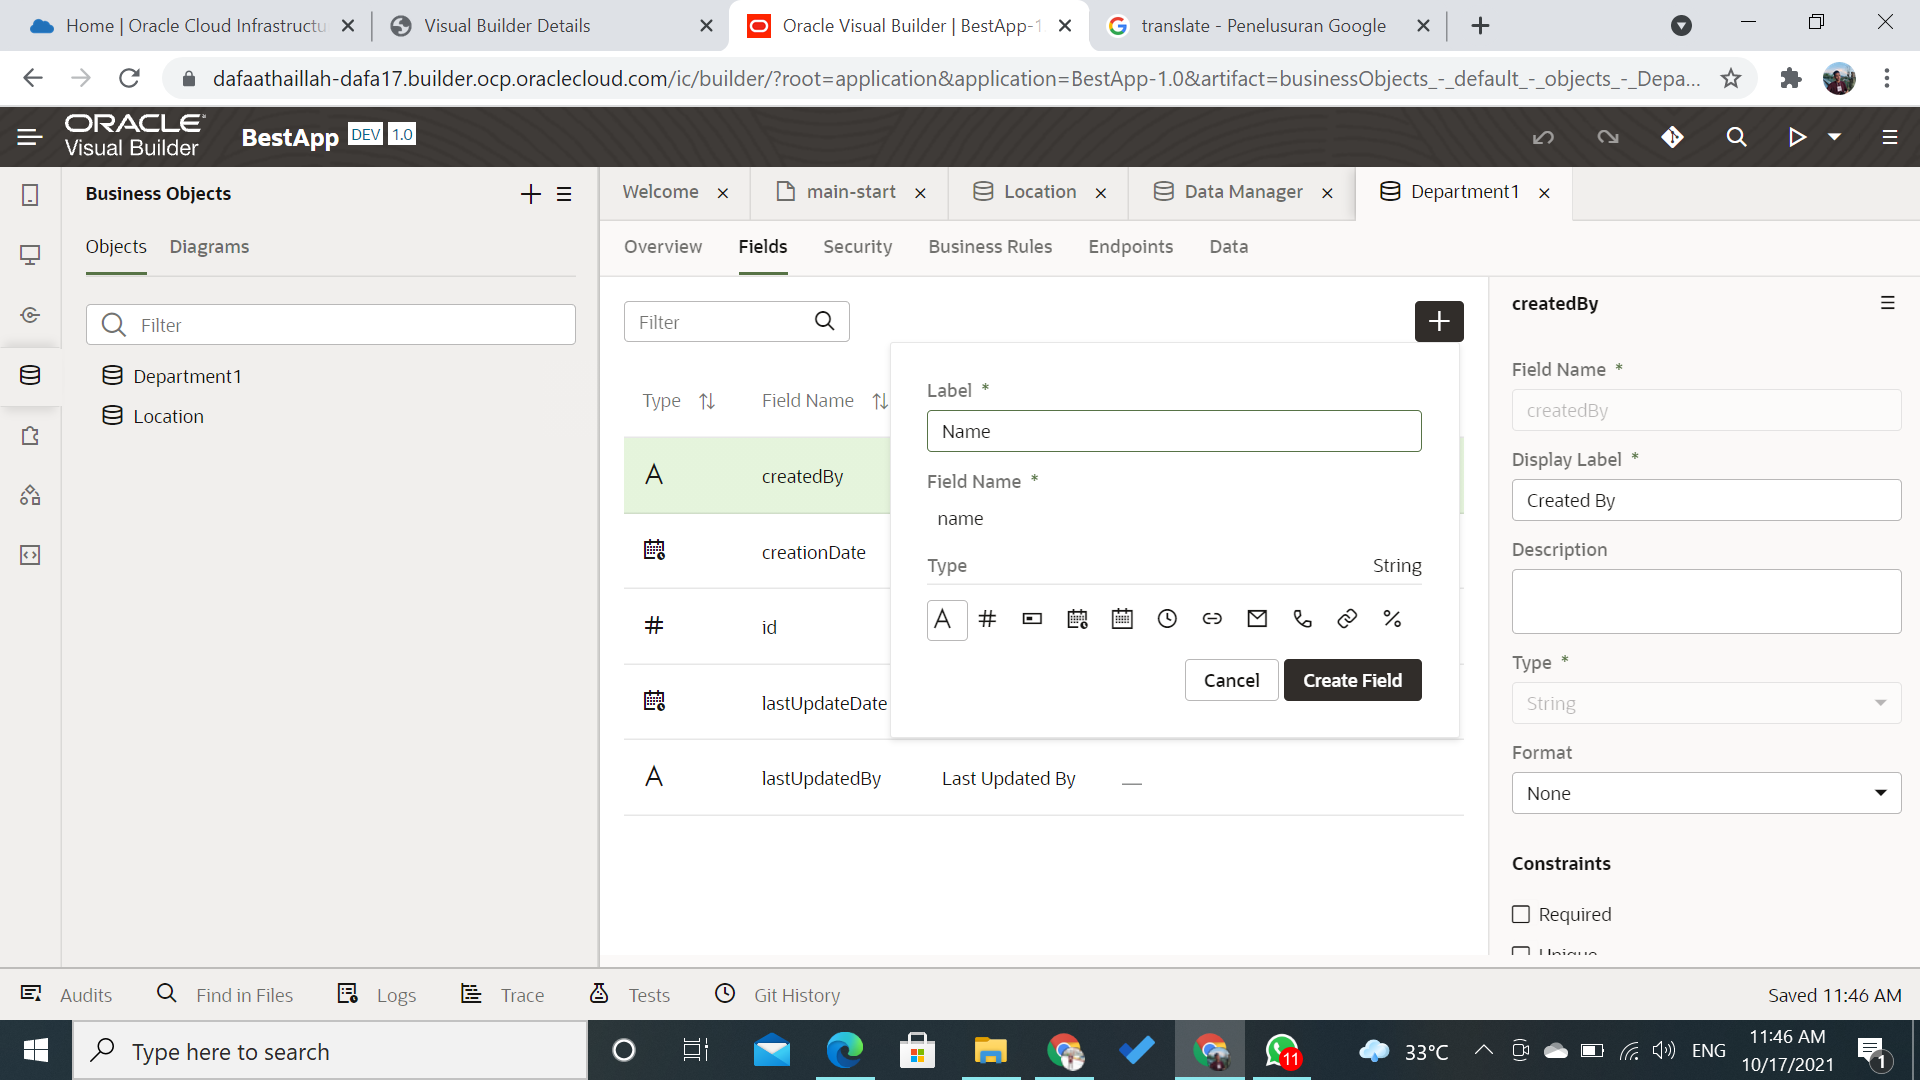 Home | Oracle Cloud Infrastructu
Visual Builder Details
Oracle Visual Builder | BestApp-1
translate - Penelusuran Google
dafaathaillah-dafa17.builder.ocp.oraclecloud.com/ic/builder/?root=application&application=BestApp-1.0&artifact=businessObjects_-_default_-_objects_-_Depa...
ORACLE
Visual Builder
BestApp DEV 1.0
Business Objects
Objects Diagrams
Filter
Department1
Location
Welcome
main-start
Location
Data Manager
Department1
Overview Fields Security Business Rules Endpoints Data
Filter
Type Field Name
createdBy
creationDate
id
lastUpdateDate
lastUpdatedBy Last Updated By
Label *
Name
Field Name *
name
Type String
Cancel Create Field
createdBy
Field Name *
createdBy
Display Label *
Created By
Description
Type *
String
Format
None
Constraints
Required
Unique
Audits Find in Files Logs Trace Tests Git History
Saved 11:46 AM
Type here to search
11
33°C
ENG
11:46 AM
10/17/2021
1